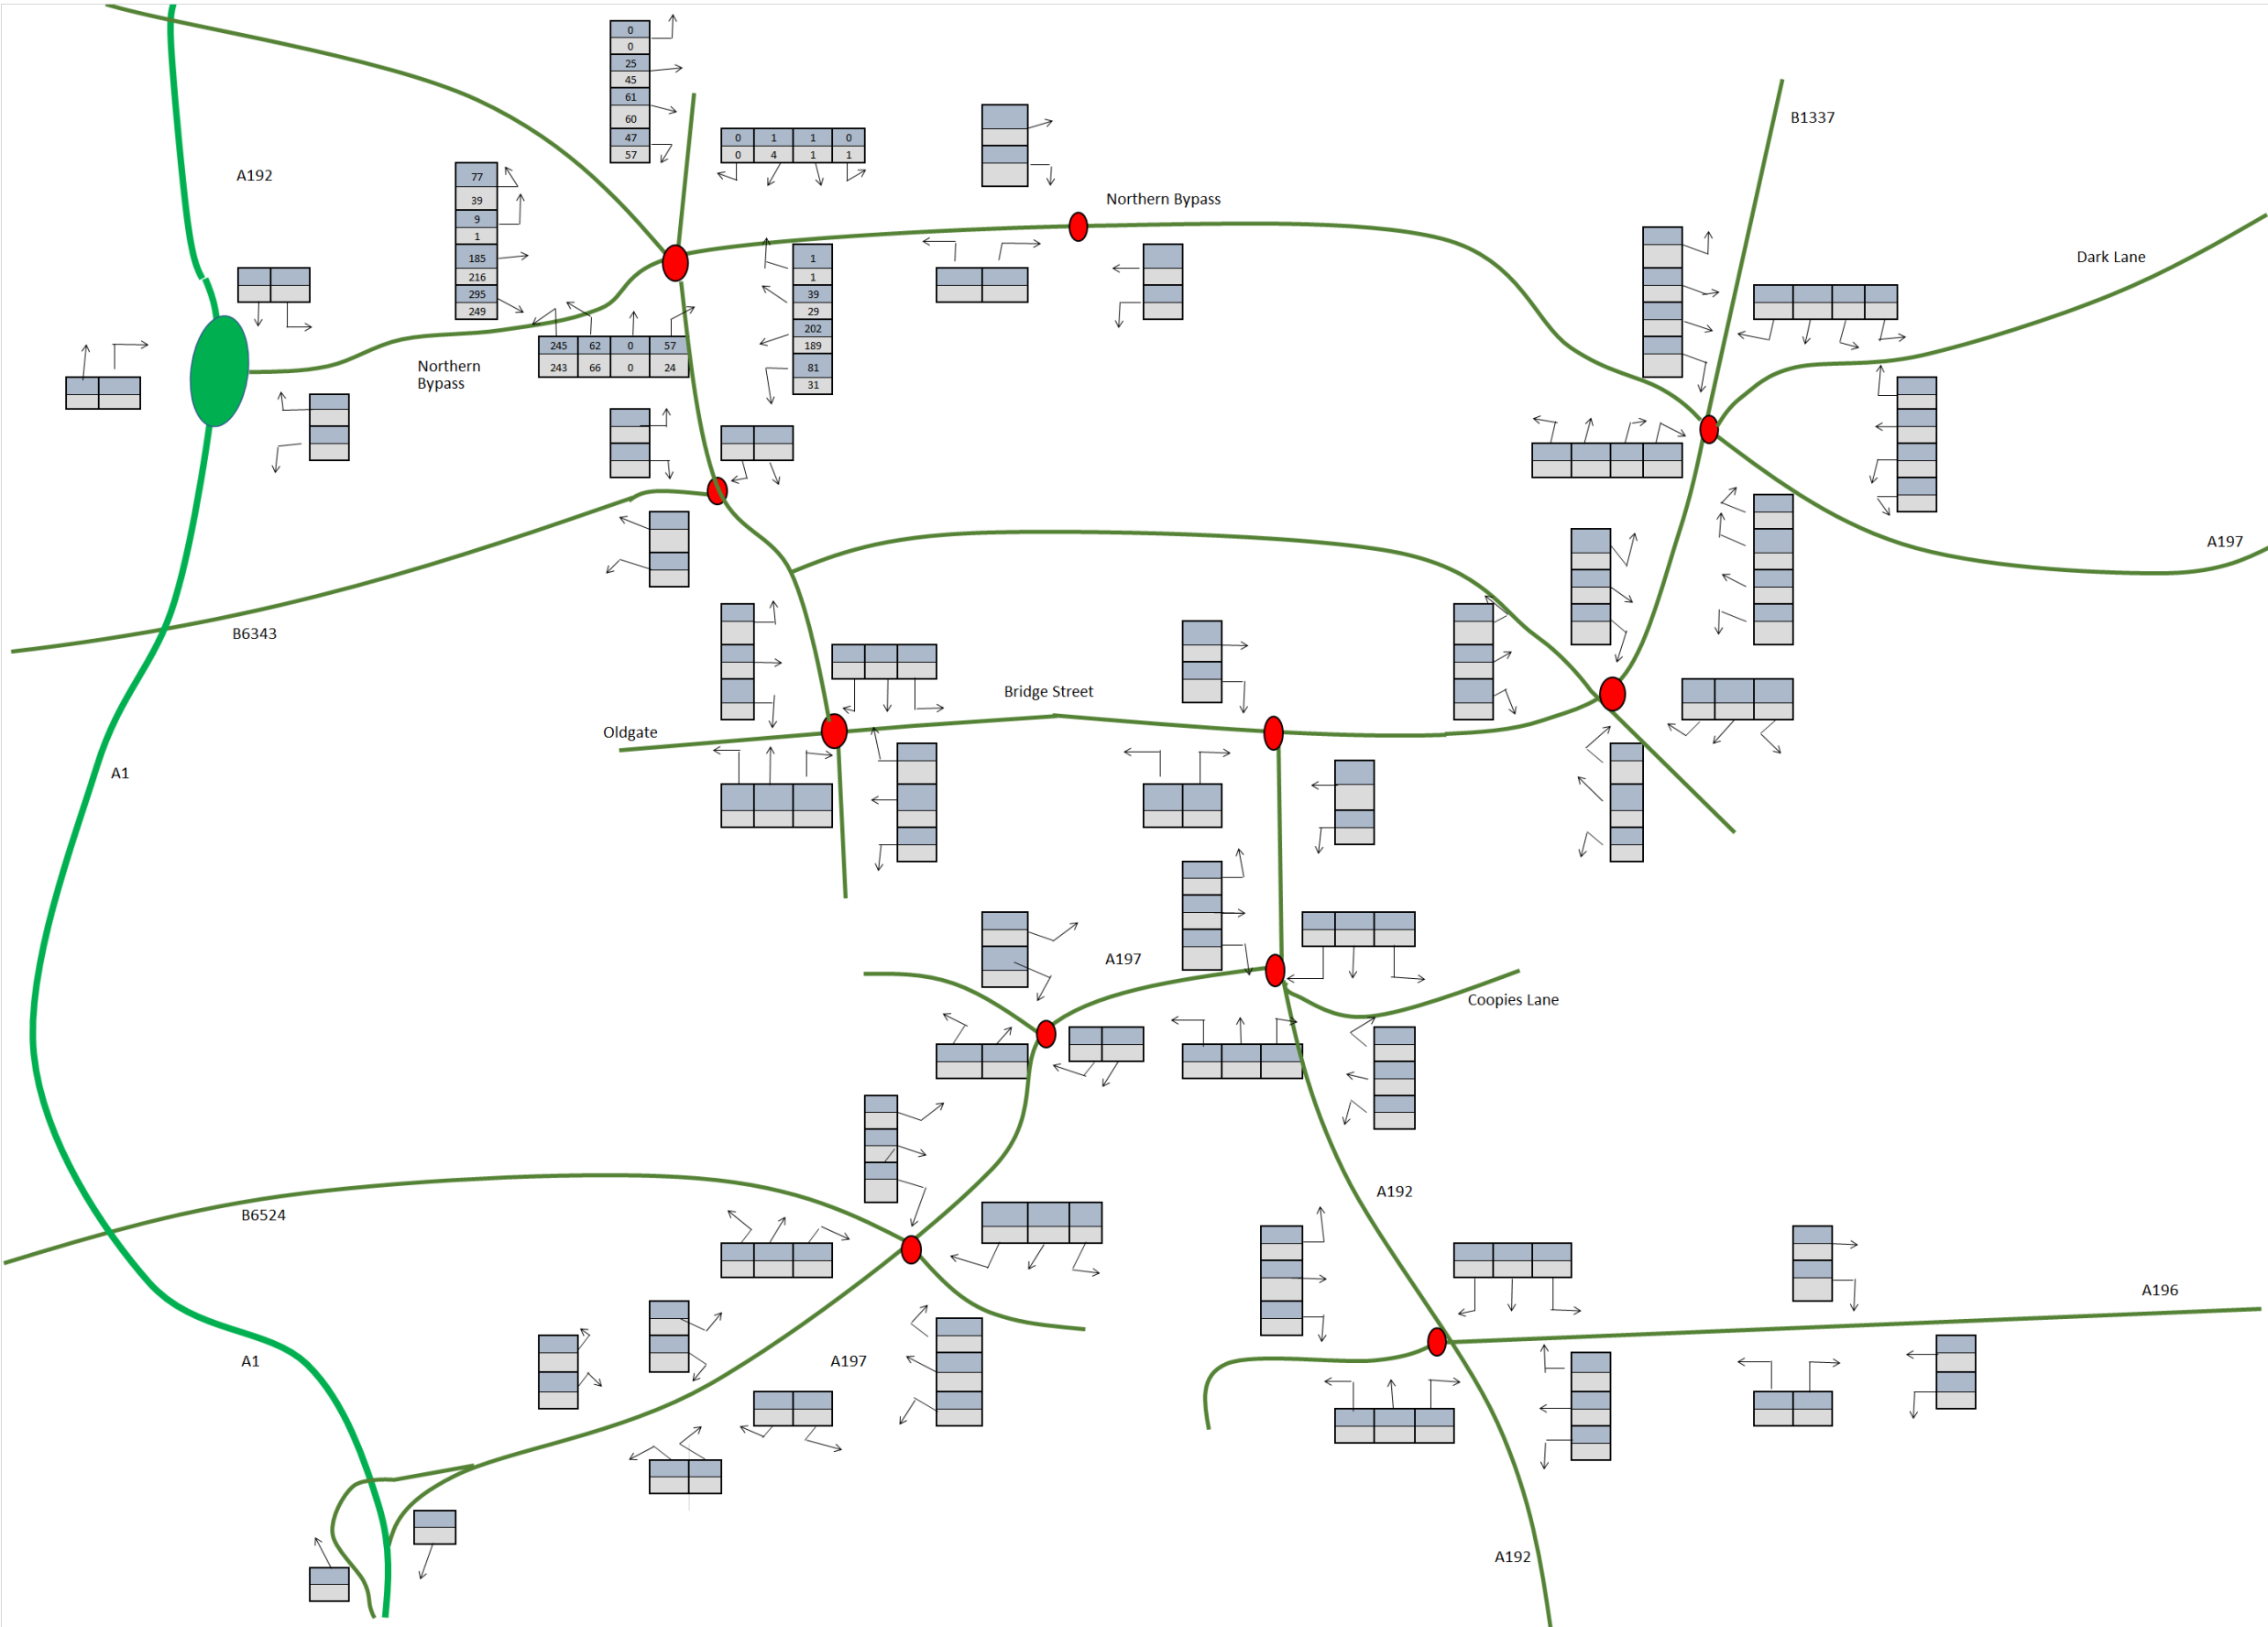 0
0
25
45
61
60
47
57
0 1 1 0
0 4 1 1
B1337
A192
77
39
9
1
185
216
295
249
Northern Bypass
1
1
39
29
202
189
81
31
Dark Lane
245 62 0 57
243 66 0 24
Northern
Bypass
A197
B6343
Bridge Street
Oldgate
A1
A197
Coopies Lane
A192
B6524
A196
A1
A197
A192